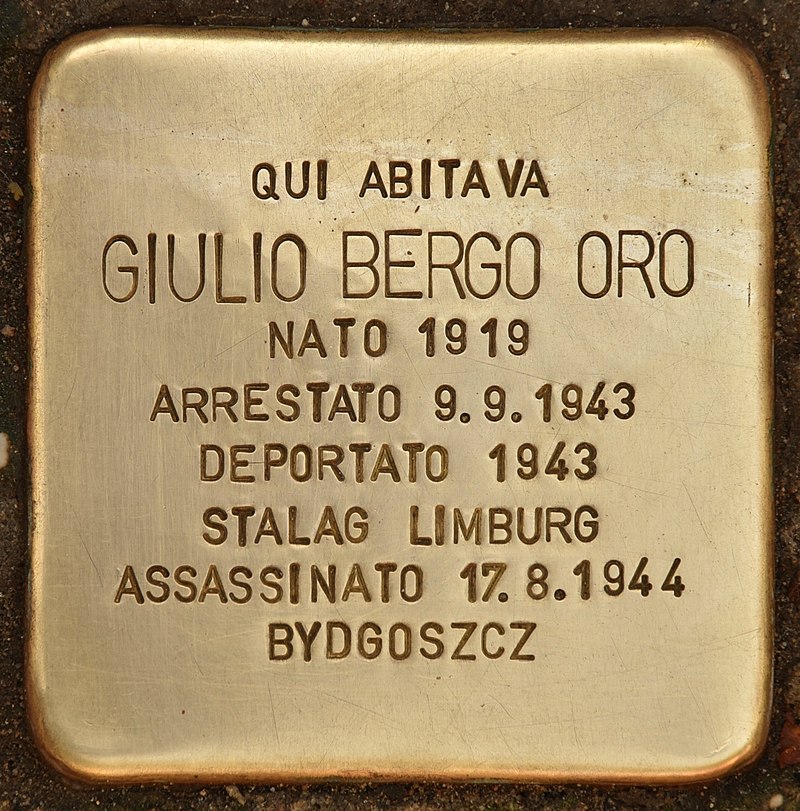 QUI ABITAVA
GIULIO BERGO ORO
NATO 1919
ARRESTATO 9.9.1943
DEPORTATO 1943
STALAG LIMBURG
ASSASSINATO 17.8.1944
BYDGOSZCZ